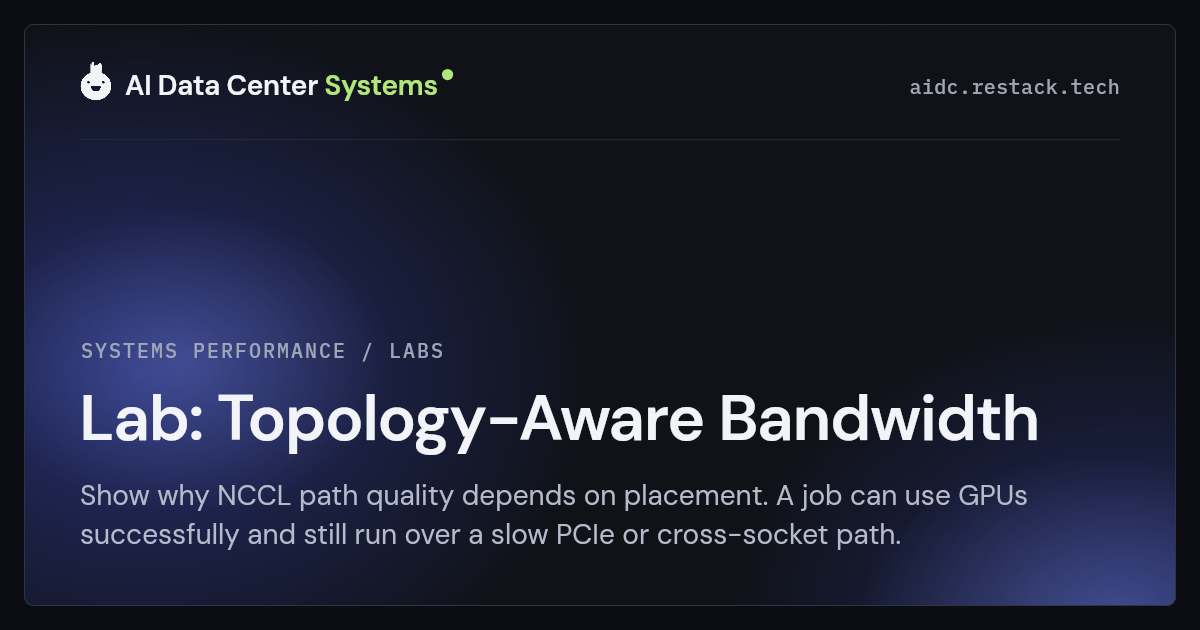 AI Data Center Systems
aidc.restack.tech
SYSTEMS PERFORMANCE / LABS
Lab: Topology-Aware Bandwidth
Show why NCCL path quality depends on placement. A job can use GPUs
successfully and still run over a slow PCIe or cross-socket path.